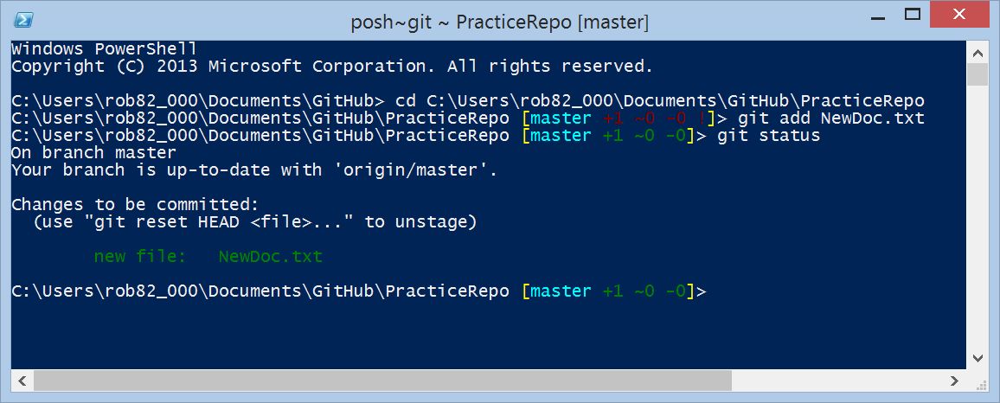 posh~git ~ PracticeRepo [master]
Windows PowerShell
Copyright (C) 2013 Microsoft Corporation. All rights reserved.
C:\Users\rob82_000\Documents\GitHub> cd C:\Users\rob82_000\Documents\GitHub\PracticeRepo
C:\Users\rob82_000\Documents\GitHub\PracticeRepo [master +1 ~0 -0 !]> git add NewDoc.txt
C:\Users\rob82_000\Documents\GitHub\PracticeRepo [master +1 ~0 -0]> git status
On branch master
Your branch is up-to-date with 'origin/master'.
Changes to be committed:
  (use "git reset HEAD <file>..." to unstage)
        new file:   NewDoc.txt
C:\Users\rob82_000\Documents\GitHub\PracticeRepo [master +1 ~0 -0]>